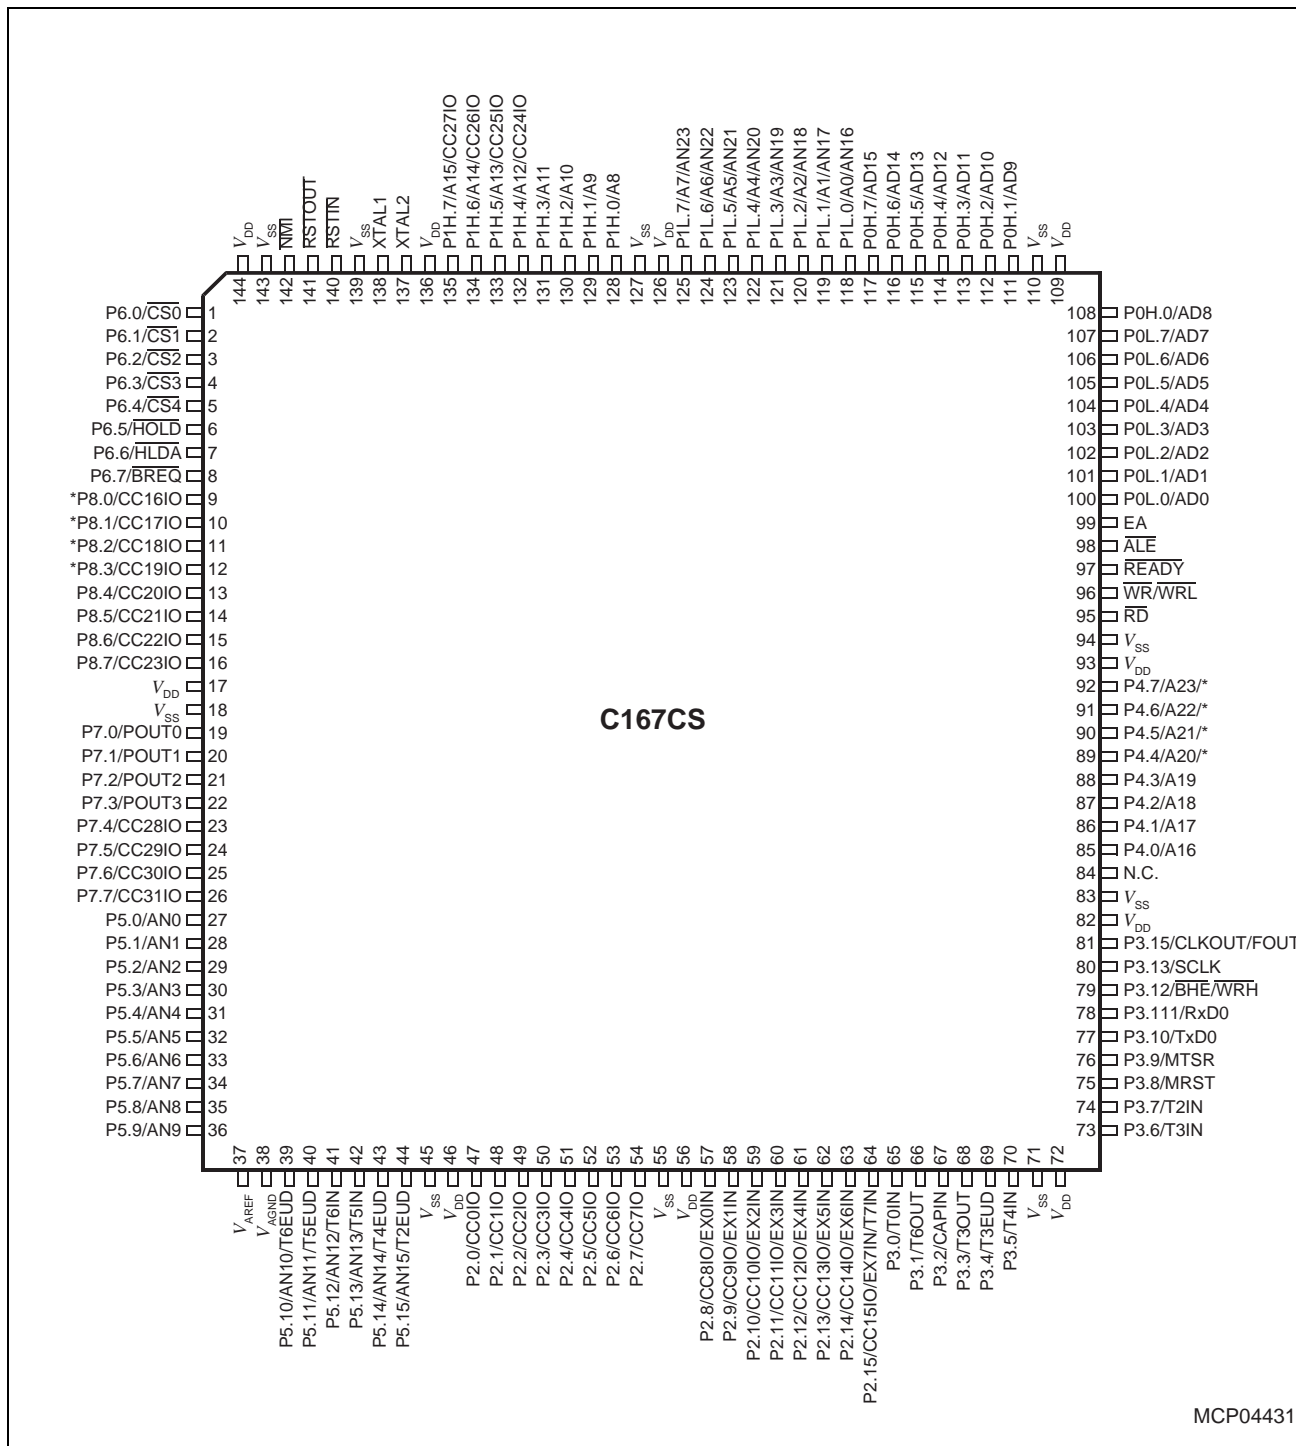 VDD
VSS
NMI
RSTOUT
RSTIN
VSS
XTAL1
XTAL2
VDD
P1H.7/A15/CC27IO
P1H.6/A14/CC26IO
P1H.5/A13/CC25IO
P1H.4/A12/CC24IO
P1H.3/A11
P1H.2/A10
P1H.1/A9
P1H.0/A8
VSS
VDD
P1L.7/A7/AN23
P1L.6/A6/AN22
P1L.5/A5/AN21
P1L.4/A4/AN20
P1L.3/A3/AN19
P1L.2/A2/AN18
P1L.1/A1/AN17
P1L.0/A0/AN16
P0H.7/AD15
P0H.6/AD14
P0H.5/AD13
P0H.4/AD12
P0H.3/AD11
P0H.2/AD10
P0H.1/AD9
VSS
VDD
144
143
142
141
140
139
138
137
136
135
134
133
132
131
130
129
128
127
126
125
124
123
122
121
120
119
118
117
116
115
114
113
112
111
110
109
P6.0/CS0 1
P6.1/CS1 2
P6.2/CS2 3
P6.3/CS3 4
P6.4/CS4 5
P6.5/HOLD 6
P6.6/HLDA 7
P6.7/BREQ 8
*P8.0/CC16IO 9
*P8.1/CC17IO 10
*P8.2/CC18IO 11
*P8.3/CC19IO 12
P8.4/CC20IO 13
P8.5/CC21IO 14
P8.6/CC22IO 15
P8.7/CC23IO 16
VDD 17
VSS 18
P7.0/POUT0 19
P7.1/POUT1 20
P7.2/POUT2 21
P7.3/POUT3 22
P7.4/CC28IO 23
P7.5/CC29IO 24
P7.6/CC30IO 25
P7.7/CC31IO 26
P5.0/AN0 27
P5.1/AN1 28
P5.2/AN2 29
P5.3/AN3 30
P5.4/AN4 31
P5.5/AN5 32
P5.6/AN6 33
P5.7/AN7 34
P5.8/AN8 35
P5.9/AN9 36
C167CS
108 P0H.0/AD8
107 P0L.7/AD7
106 P0L.6/AD6
105 P0L.5/AD5
104 P0L.4/AD4
103 P0L.3/AD3
102 P0L.2/AD2
101 P0L.1/AD1
100 P0L.0/AD0
99 EA
98 ALE
97 READY
96 WR/WRL
95 RD
94 VSS
93 VDD
92 P4.7/A23/*
91 P4.6/A22/*
90 P4.5/A21/*
89 P4.4/A20/*
88 P4.3/A19
87 P4.2/A18
86 P4.1/A17
85 P4.0/A16
84 N.C.
83 VSS
82 VDD
81 P3.15/CLKOUT/FOUT
80 P3.13/SCLK
79 P3.12/BHE/WRH
78 P3.111/RxD0
77 P3.10/TxD0
76 P3.9/MTSR
75 P3.8/MRST
74 P3.7/T2IN
73 P3.6/T3IN
37
38
39
40
41
42
43
44
45
46
47
48
49
50
51
52
53
54
55
56
57
58
59
60
61
62
63
64
65
66
67
68
69
70
71
72
VAREF
VAGND
P5.10/AN10/T6EUD
P5.11/AN11/T5EUD
P5.12/AN12/T6IN
P5.13/AN13/T5IN
P5.14/AN14/T4EUD
P5.15/AN15/T2EUD
VSS
VDD
P2.0/CC0IO
P2.1/CC1IO
P2.2/CC2IO
P2.3/CC3IO
P2.4/CC4IO
P2.5/CC5IO
P2.6/CC6IO
P2.7/CC7IO
VSS
VDD
P2.8/CC8IO/EX0IN
P2.9/CC9IO/EX1IN
P2.10/CC10IO/EX2IN
P2.11/CC11IO/EX3IN
P2.12/CC12IO/EX4IN
P2.13/CC13IO/EX5IN
P2.14/CC14IO/EX6IN
P2.15/CC15IO/EX7IN/T7IN
P3.0/T0IN
P3.1/T6OUT
P3.2/CAPIN
P3.3/T3OUT
P3.4/T3EUD
P3.5/T4IN
VSS
VDD
MCP04431